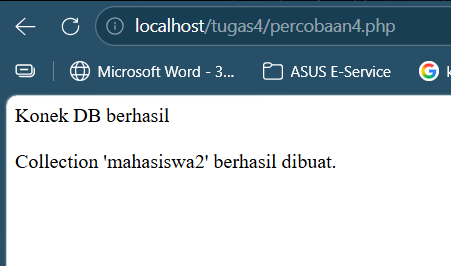 localhost/tugas4/percobaan4.php
Microsoft Word - 3... ASUS E-Service
Konek DB berhasil
Collection 'mahasiswa2' berhasil dibuat.